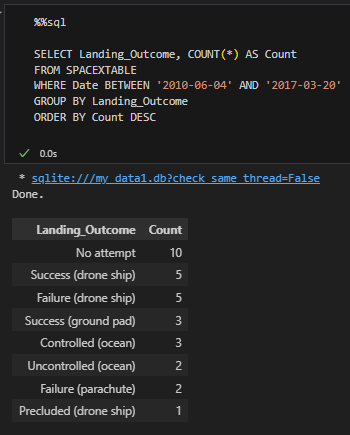 %%sql
SELECT Landing_Outcome, COUNT(*) AS Count
FROM SPACEXTABLE
WHERE Date BETWEEN '2010-06-04' AND '2017-03-20'
GROUP BY Landing_Outcome
ORDER BY Count DESC
0.0s
* sqlite:///my_data1.db?check_same_thread=False
Done.
Landing_Outcome Count
No attempt 10
Success (drone ship) 5
Failure (drone ship) 5
Success (ground pad) 3
Controlled (ocean) 3
Uncontrolled (ocean) 2
Failure (parachute) 2
Precluded (drone ship) 1